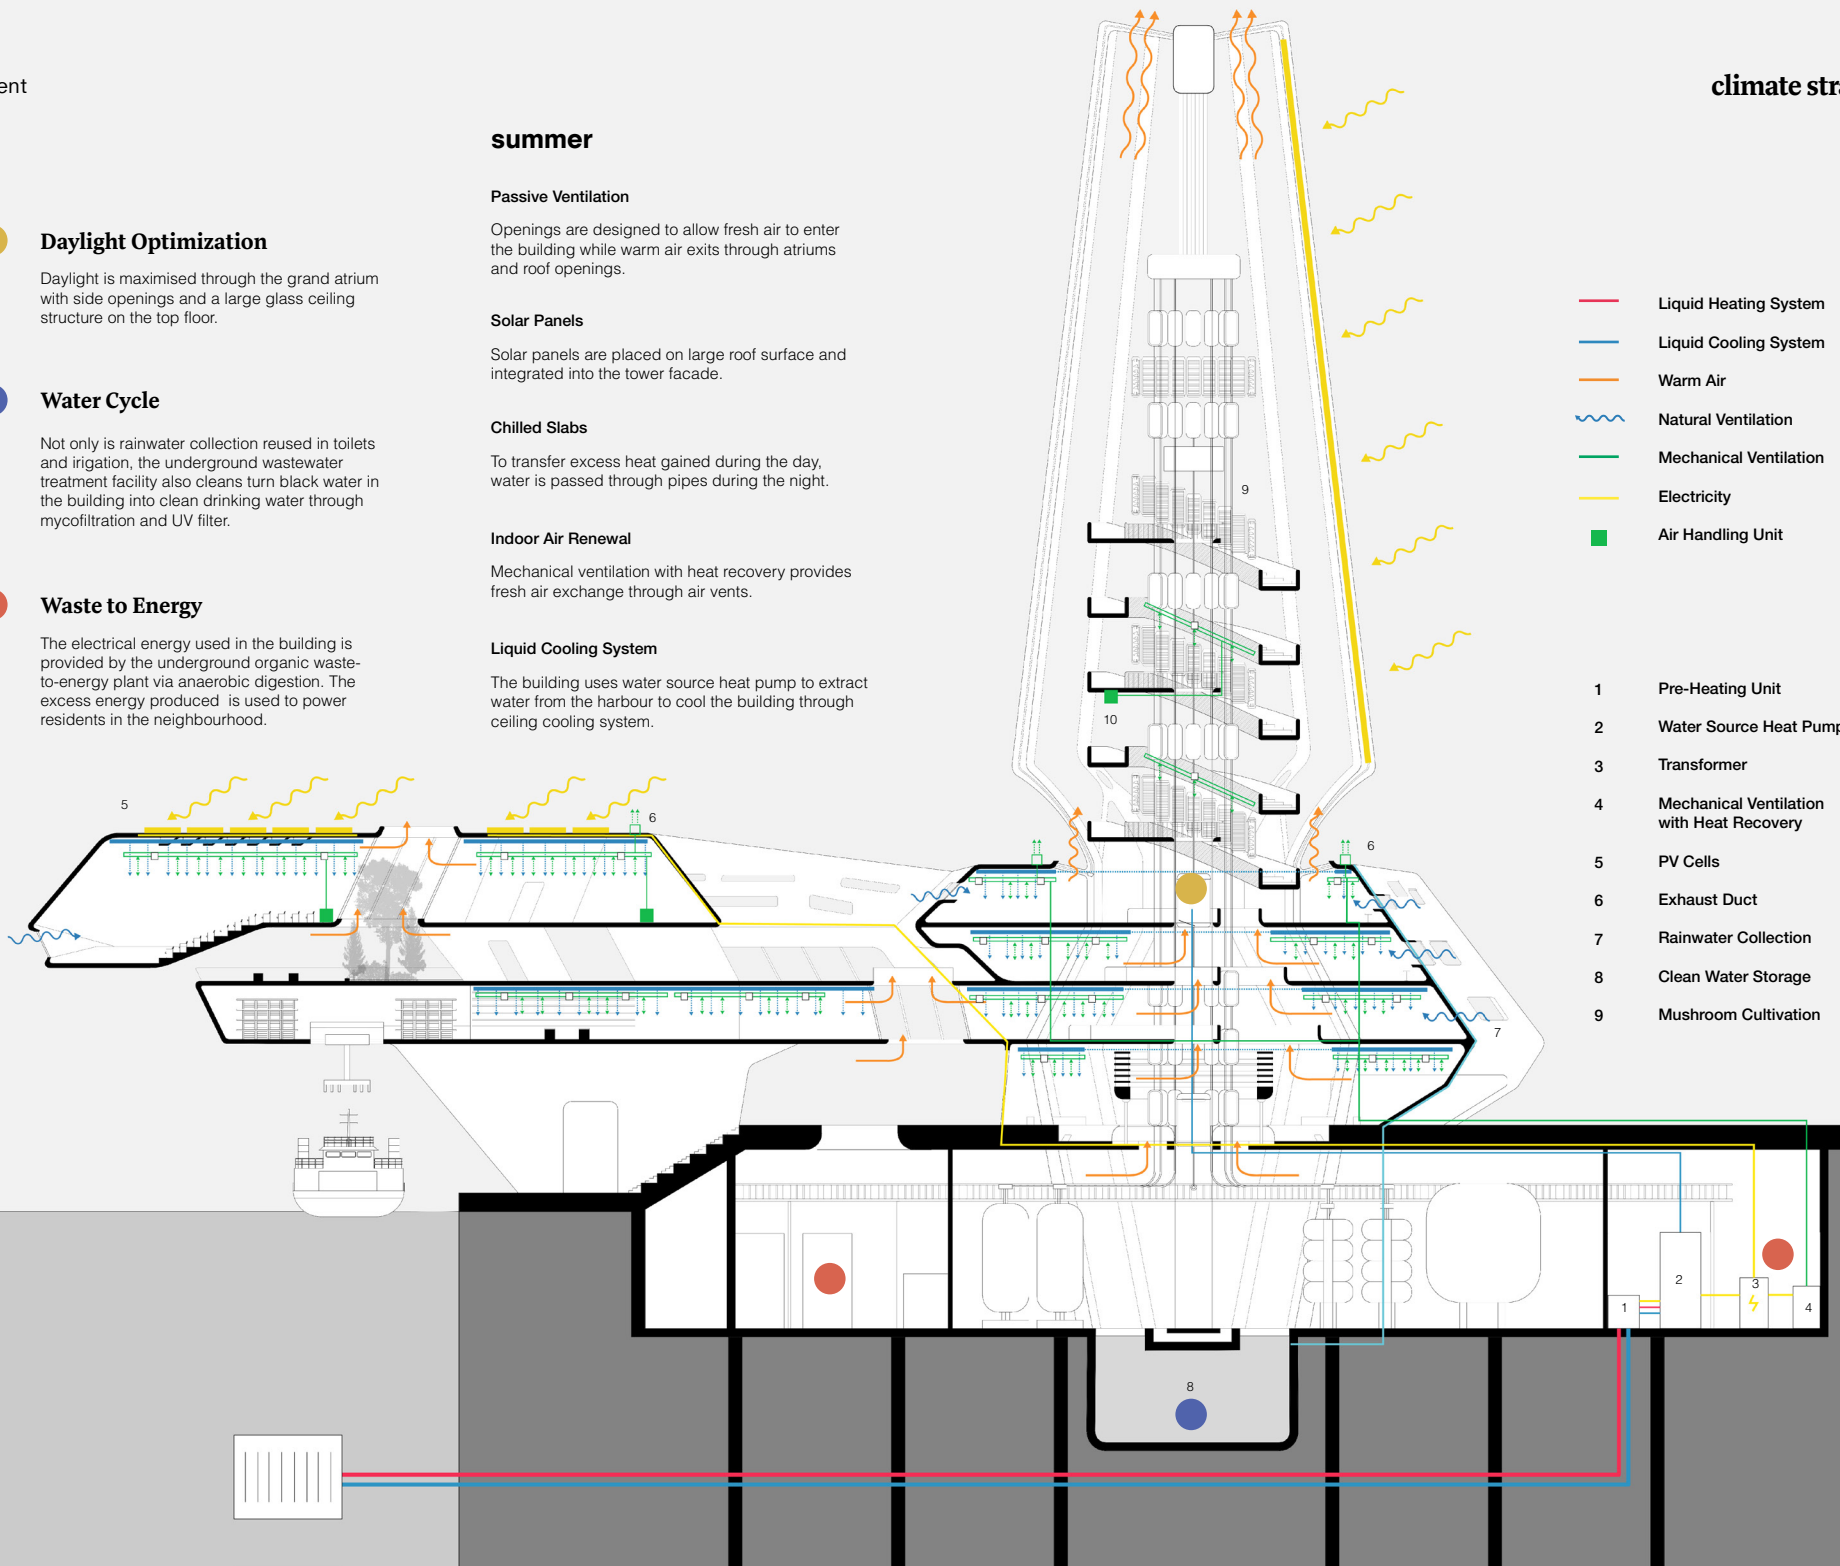 ent
climate stra
Daylight Optimization
Daylight is maximised through the grand atrium
with side openings and a large glass ceiling
structure on the top floor.
Water Cycle
Not only is rainwater collection reused in toilets
and irigation, the underground wastewater
treatment facility also cleans turn black water in
the building into clean drinking water through
mycofiltration and UV filter.
Waste to Energy
The electrical energy used in the building is
provided by the underground organic waste-
to-energy plant via anaerobic digestion. The
excess energy produced is used to power
residents in the neighbourhood.
summer
Passive Ventilation
Openings are designed to allow fresh air to enter
the building while warm air exits through atriums
and roof openings.
Solar Panels
Solar panels are placed on large roof surface and
integrated into the tower facade.
Chilled Slabs
To transfer excess heat gained during the day,
water is passed through pipes during the night.
Indoor Air Renewal
Mechanical ventilation with heat recovery provides
fresh air exchange through air vents.
Liquid Cooling System
The building uses water source heat pump to extract
water from the harbour to cool the building through
ceiling cooling system.
Liquid Heating System
Liquid Cooling System
Warm Air
Natural Ventilation
Mechanical Ventilation
Electricity
Air Handling Unit
1 Pre-Heating Unit
2 Water Source Heat Pump
3 Transformer
4 Mechanical Ventilation
with Heat Recovery
5 PV Cells
6 Exhaust Duct
7 Rainwater Collection
8 Clean Water Storage
9 Mushroom Cultivation
9
10
5
6
6
7
1
2
3
4
8